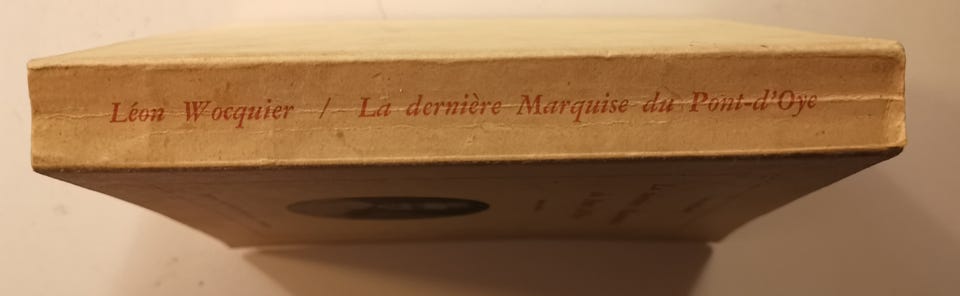 Léon Wocquier / La dernière Marquise du Pont-d'Oye